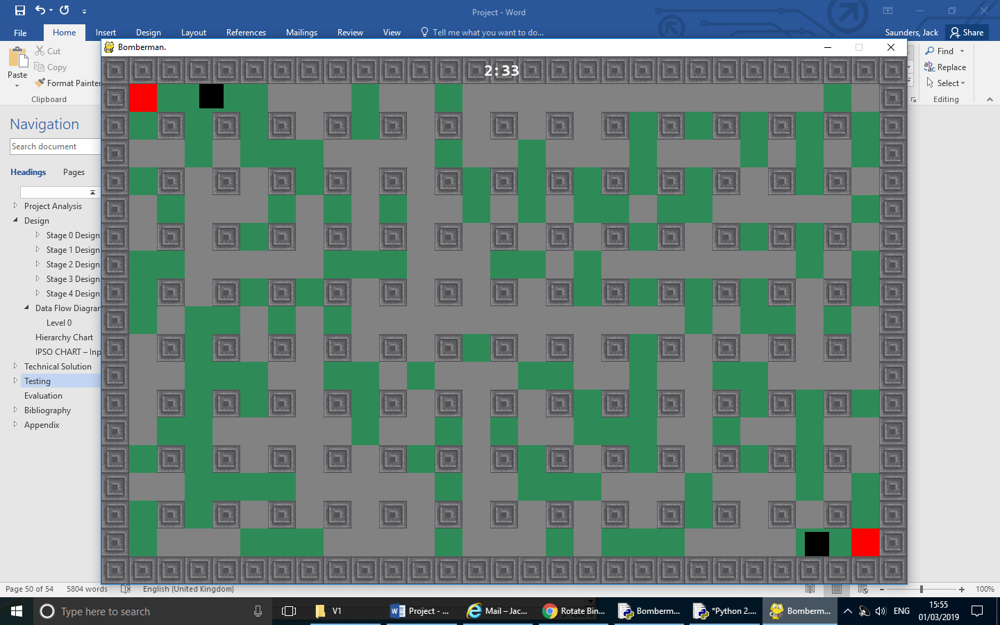 Project - Word
File Home Insert Design Layout References Mailings Review View Tell me what you want to do... Saunders, Jack Share
Paste
Cut
Copy
Format Painter
Clipboard
Bomberman.
Find
Replace
Select
Editing
2:33
Navigation
Search document
Headings Pages
Project Analysis
Design
Stage 0 Design
Stage 1 Design
Stage 2 Design
Stage 3 Design
Stage 4 Design
Data Flow Diagran
Level 0
Hierarchy Chart
IPSO CHART – Inp
Technical Solution
Testing
Evaluation
Bibliography
Appendix
Page 50 of 54 5804 words English (United Kingdom) 100%
Type here to search V1 Project - ... Mail – Jac... Rotate Bin... Bomberm... *Python 2.... Bomberm... ENG 15:55
01/03/2019